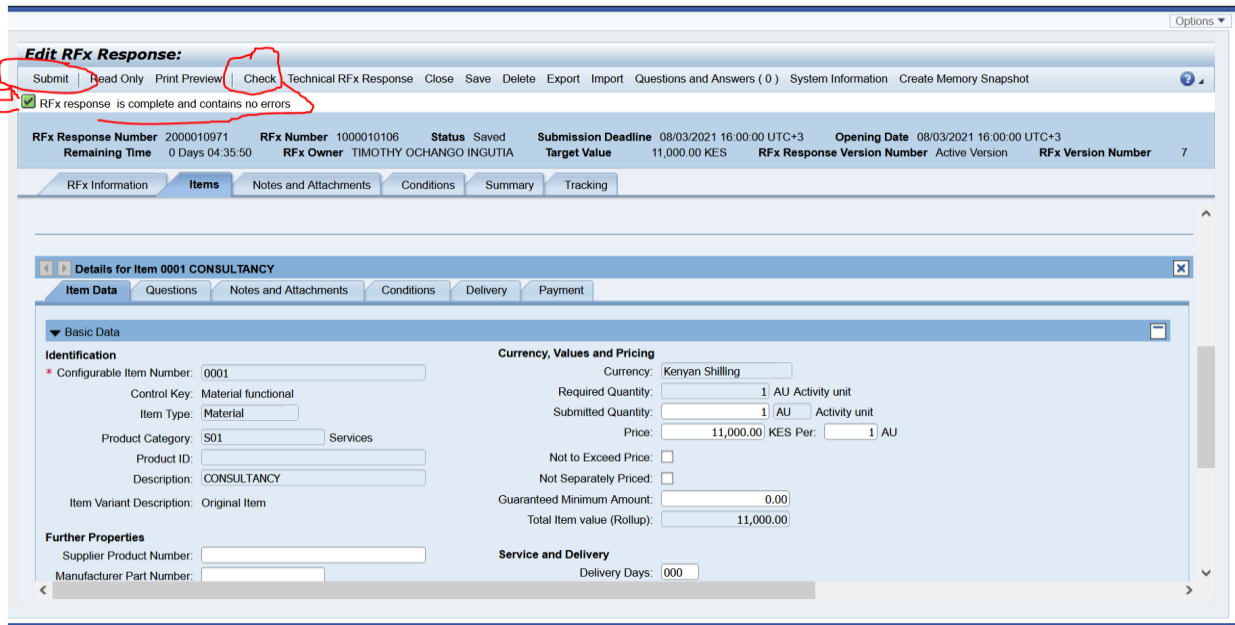 Options
Edit RFx Response:
Submit | Read Only Print Preview | Check Technical RFx Response Close Save Delete Export Import Questions and Answers ( 0 ) System Information Create Memory Snapshot
RFx response is complete and contains no errors
RFx Response Number 2000010971 RFx Number 1000010106 Status Saved Submission Deadline 08/03/2021 16:00:00 UTC+3 Opening Date 08/03/2021 16:00:00 UTC+3
Remaining Time 0 Days 04:35:50 RFx Owner TIMOTHY OCHANGO INGUTIA Target Value 11,000.00 KES RFx Response Version Number Active Version RFx Version Number 7
RFx Information Items Notes and Attachments Conditions Summary Tracking
Details for Item 0001 CONSULTANCY
Item Data Questions Notes and Attachments Conditions Delivery Payment
Basic Data
Identification
* Configurable Item Number: 0001
Control Key: Material functional
Item Type: Material
Product Category: S01 Services
Product ID:
Description: CONSULTANCY
Item Variant Description: Original Item
Further Properties
Supplier Product Number:
Manufacturer Part Number:
Currency, Values and Pricing
Currency: Kenyan Shilling
Required Quantity: 1 AU Activity unit
Submitted Quantity: 1 AU Activity unit
Price: 11,000.00 KES Per: 1 AU
Not to Exceed Price:
Not Separately Priced:
Guaranteed Minimum Amount: 0.00
Total Item value (Rollup): 11,000.00
Service and Delivery
Delivery Days: 000